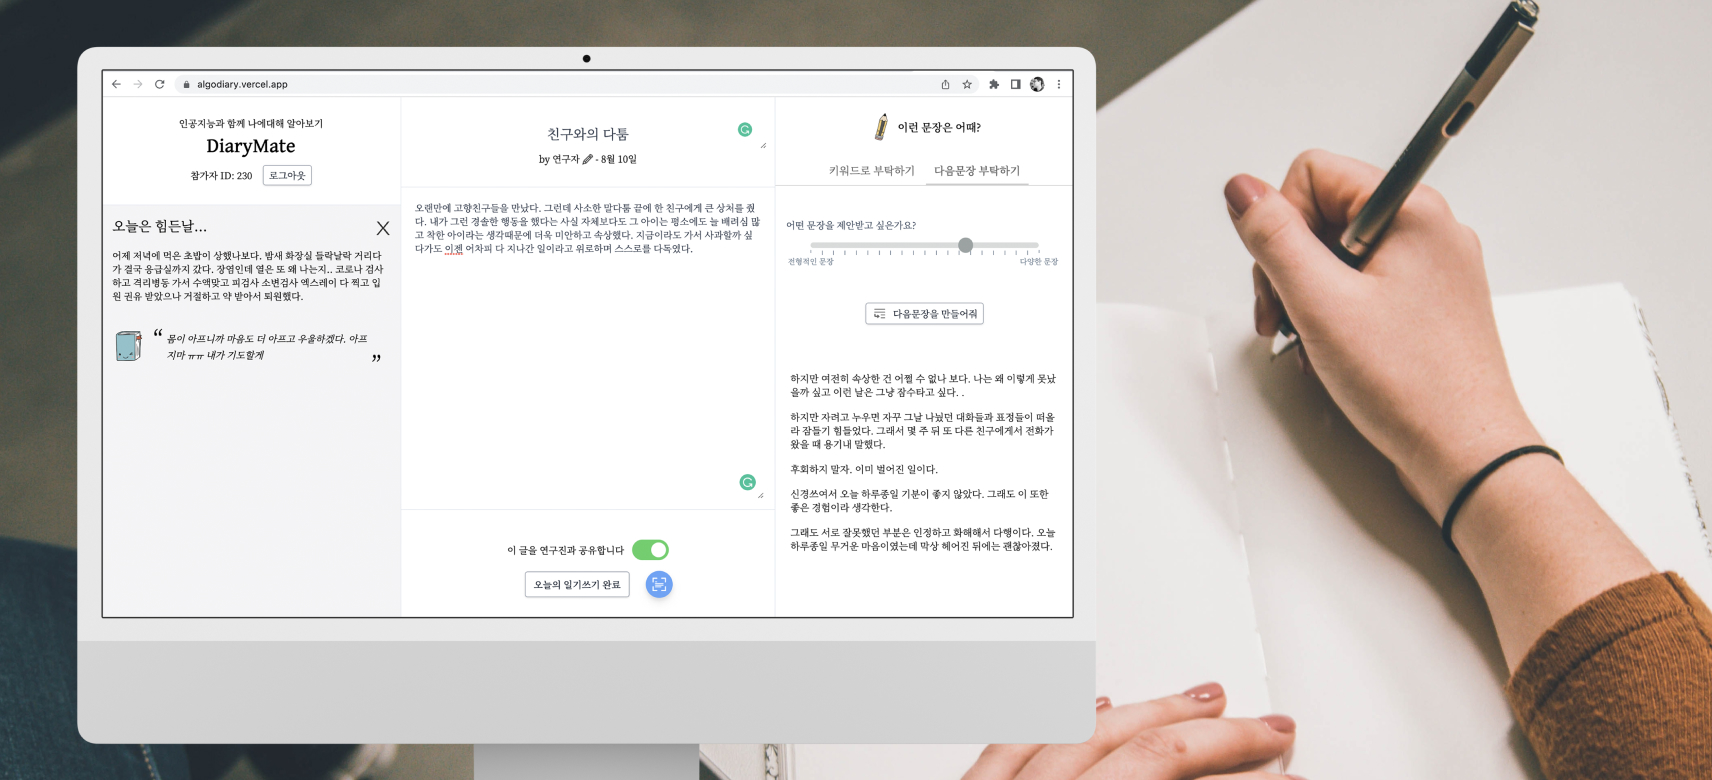 algodiary.vercel.app
인공지능과 함께 나에대해 알아보기
DiaryMate
참가자 ID: 230
로그아웃
오늘은 힘든날...
X
어제 저녁에 먹은 초밥이 상했나보다. 밤새 화장실 들락날락 거리다
가 결국 응급실까지 갔다. 장염인데 열은 또 왜 나는지.. 코로나 검사
하고 격리병동 가서 수액맞고 피검사 소변검사 엑스레이 다 찍고 입
원 권유 받았으나 거절하고 약 받아서 퇴원했다.
“ 몸이 아프니까 마음도 더 아프고 우울하겠다. 아프
지마 ㅠㅠ 내가 기도할게 ”
친구와의 다툼
by 연구자 - 8월 10일
오랜만에 고향친구들을 만났다. 그런데 사소한 말다툼 끝에 한 친구에게 큰 상처를 줬
다. 내가 그런 경솔한 행동을 했다는 사실 자체보다도 그 아이는 평소에도 늘 배려심 많
고 착한 아이라는 생각때문에 더욱 미안하고 속상했다. 지금이라도 가서 사과할까 싶
다가도 이젠 어차피 다 지나간 일이라고 위로하며 스스로를 다독였다.
이 글을 연구진과 공유합니다
오늘의 일기쓰기 완료
이런 문장은 어때?
키워드로 부탁하기
다음문장 부탁하기
어떤 문장을 제안받고 싶은가요?
전형적인 문장
다양한 문장
다음문장을 만들어줘
하지만 여전히 속상한 건 어쩔 수 없나 보다. 나는 왜 이렇게 못났
을까 싶고 이런 날은 그냥 잠수타고 싶다. .
하지만 자려고 누우면 자꾸 그날 나눴던 대화들과 표정들이 떠올
라 잠들기 힘들었다. 그래서 몇 주 뒤 또 다른 친구에게서 전화가
왔을 때 용기내 말했다.
후회하지 말자. 이미 벌어진 일이다.
신경쓰여서 오늘 하루종일 기분이 좋지 않았다. 그래도 이 또한
좋은 경험이라 생각한다.
그래도 서로 잘못했던 부분은 인정하고 화해해서 다행이다. 오늘
하루종일 무거운 마음이였는데 막상 헤어진 뒤에는 괜찮아졌다.